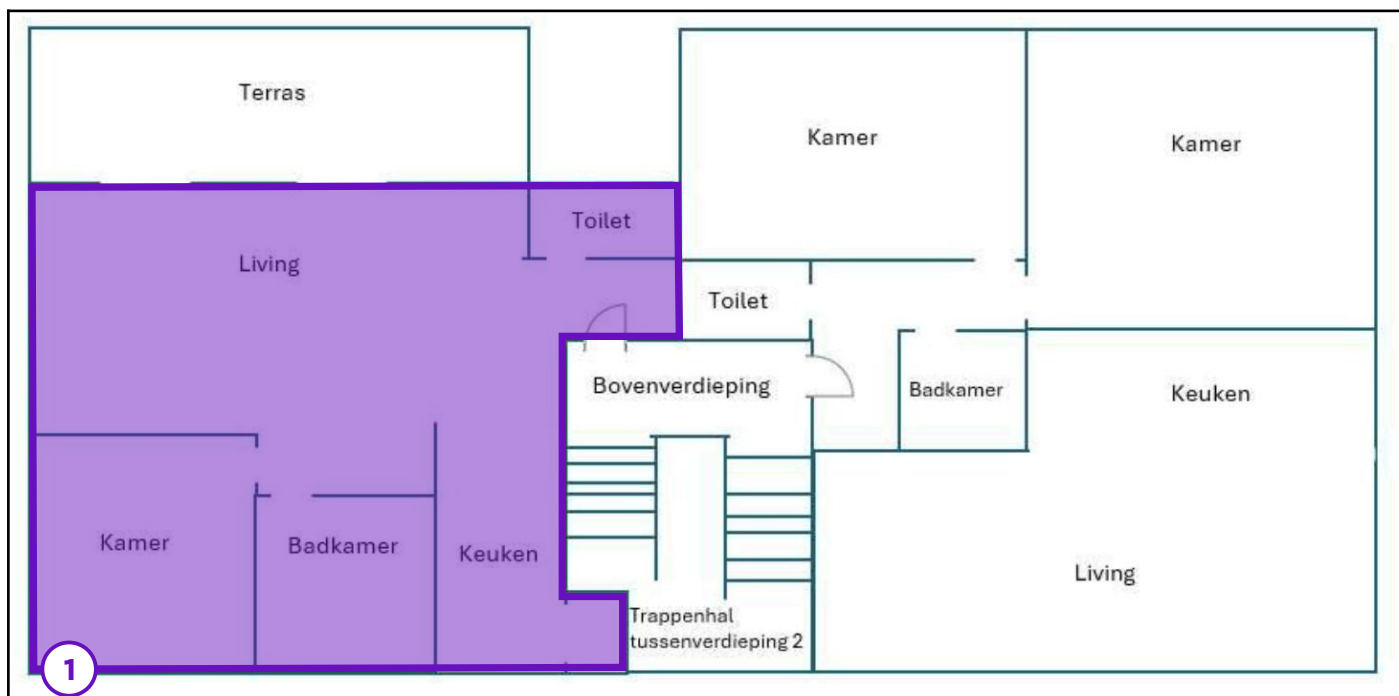 Terras
Kamer
Kamer
Toilet
Living
Toilet
Bovenverdieping
Badkamer
Keuken
Kamer
Badkamer
Keuken
Living
Trappenhal
tussenverdieping 2
1